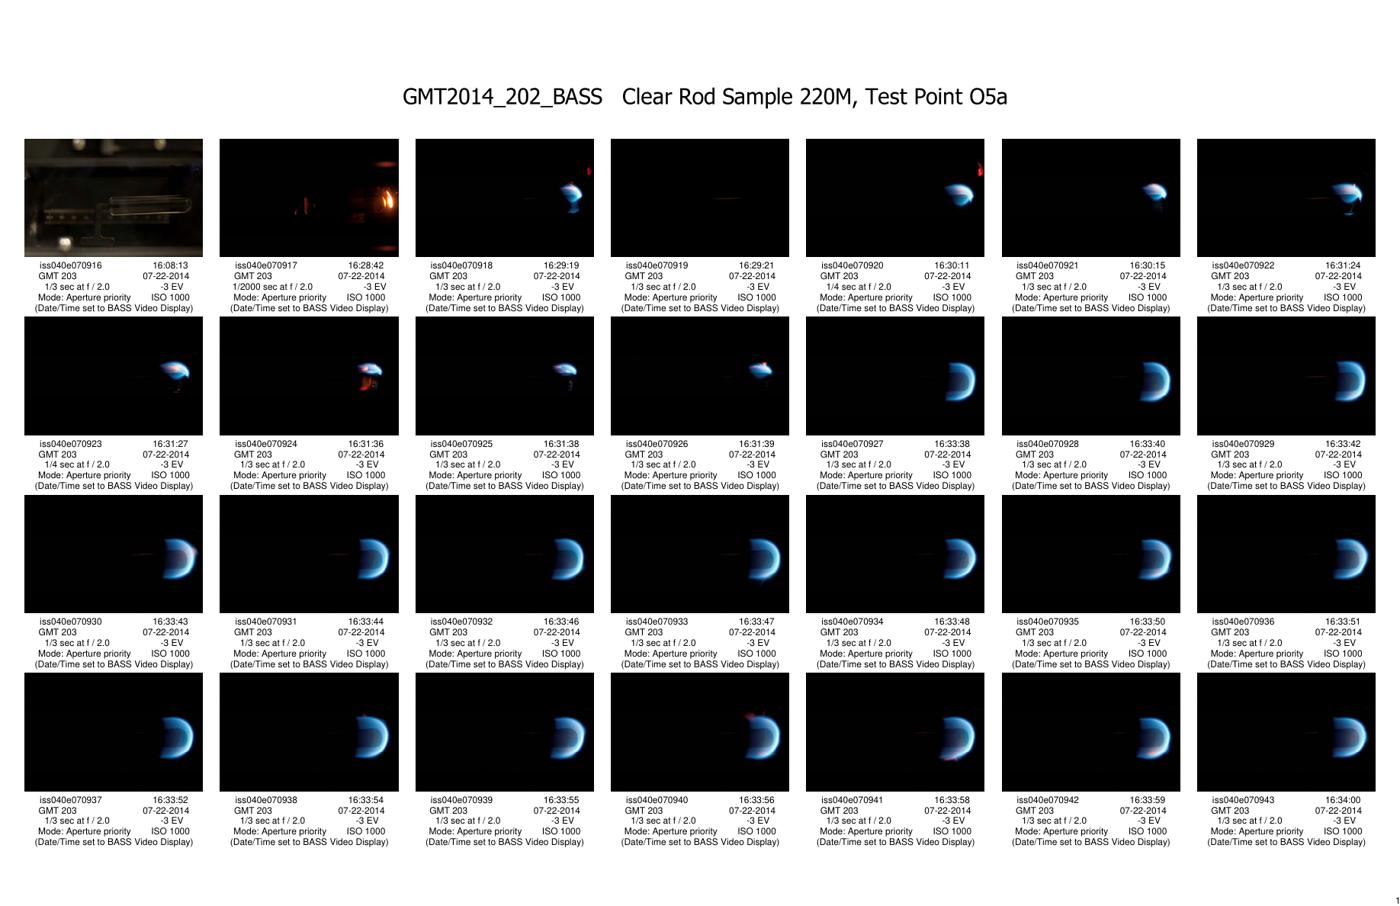 GMT2014_202_BASS Clear Rod Sample 220M, Test Point O5a
iss040e070916 16:08:13
GMT 203 07-22-2014
1/3 sec at f / 2.0 -3 EV
Mode: Aperture priority ISO 1000
(Date/Time set to BASS Video Display)
iss040e070917 16:28:42
GMT 203 07-22-2014
1/2000 sec at f / 2.0 -3 EV
Mode: Aperture priority ISO 1000
(Date/Time set to BASS Video Display)
iss040e070918 16:29:19
GMT 203 07-22-2014
1/3 sec at f / 2.0 -3 EV
Mode: Aperture priority ISO 1000
(Date/Time set to BASS Video Display)
iss040e070919 16:29:21
GMT 203 07-22-2014
1/3 sec at f / 2.0 -3 EV
Mode: Aperture priority ISO 1000
(Date/Time set to BASS Video Display)
iss040e070920 16:30:11
GMT 203 07-22-2014
1/4 sec at f / 2.0 -3 EV
Mode: Aperture priority ISO 1000
(Date/Time set to BASS Video Display)
iss040e070921 16:30:15
GMT 203 07-22-2014
1/3 sec at f / 2.0 -3 EV
Mode: Aperture priority ISO 1000
(Date/Time set to BASS Video Display)
iss040e070922 16:31:24
GMT 203 07-22-2014
1/3 sec at f / 2.0 -3 EV
Mode: Aperture priority ISO 1000
(Date/Time set to BASS Video Display)
iss040e070923 16:31:27
GMT 203 07-22-2014
1/4 sec at f / 2.0 -3 EV
Mode: Aperture priority ISO 1000
(Date/Time set to BASS Video Display)
iss040e070924 16:31:36
GMT 203 07-22-2014
1/3 sec at f / 2.0 -3 EV
Mode: Aperture priority ISO 1000
(Date/Time set to BASS Video Display)
iss040e070925 16:31:38
GMT 203 07-22-2014
1/3 sec at f / 2.0 -3 EV
Mode: Aperture priority ISO 1000
(Date/Time set to BASS Video Display)
iss040e070926 16:31:39
GMT 203 07-22-2014
1/3 sec at f / 2.0 -3 EV
Mode: Aperture priority ISO 1000
(Date/Time set to BASS Video Display)
iss040e070927 16:33:38
GMT 203 07-22-2014
1/3 sec at f / 2.0 -3 EV
Mode: Aperture priority ISO 1000
(Date/Time set to BASS Video Display)
iss040e070928 16:33:40
GMT 203 07-22-2014
1/3 sec at f / 2.0 -3 EV
Mode: Aperture priority ISO 1000
(Date/Time set to BASS Video Display)
iss040e070929 16:33:42
GMT 203 07-22-2014
1/3 sec at f / 2.0 -3 EV
Mode: Aperture priority ISO 1000
(Date/Time set to BASS Video Display)
iss040e070930 16:33:43
GMT 203 07-22-2014
1/3 sec at f / 2.0 -3 EV
Mode: Aperture priority ISO 1000
(Date/Time set to BASS Video Display)
iss040e070931 16:33:44
GMT 203 07-22-2014
1/3 sec at f / 2.0 -3 EV
Mode: Aperture priority ISO 1000
(Date/Time set to BASS Video Display)
iss040e070932 16:33:46
GMT 203 07-22-2014
1/3 sec at f / 2.0 -3 EV
Mode: Aperture priority ISO 1000
(Date/Time set to BASS Video Display)
iss040e070933 16:33:47
GMT 203 07-22-2014
1/3 sec at f / 2.0 -3 EV
Mode: Aperture priority ISO 1000
(Date/Time set to BASS Video Display)
iss040e070934 16:33:48
GMT 203 07-22-2014
1/3 sec at f / 2.0 -3 EV
Mode: Aperture priority ISO 1000
(Date/Time set to BASS Video Display)
iss040e070935 16:33:50
GMT 203 07-22-2014
1/3 sec at f / 2.0 -3 EV
Mode: Aperture priority ISO 1000
(Date/Time set to BASS Video Display)
iss040e070936 16:33:51
GMT 203 07-22-2014
1/3 sec at f / 2.0 -3 EV
Mode: Aperture priority ISO 1000
(Date/Time set to BASS Video Display)
iss040e070937 16:33:52
GMT 203 07-22-2014
1/3 sec at f / 2.0 -3 EV
Mode: Aperture priority ISO 1000
(Date/Time set to BASS Video Display)
iss040e070938 16:33:54
GMT 203 07-22-2014
1/3 sec at f / 2.0 -3 EV
Mode: Aperture priority ISO 1000
(Date/Time set to BASS Video Display)
iss040e070939 16:33:55
GMT 203 07-22-2014
1/3 sec at f / 2.0 -3 EV
Mode: Aperture priority ISO 1000
(Date/Time set to BASS Video Display)
iss040e070940 16:33:56
GMT 203 07-22-2014
1/3 sec at f / 2.0 -3 EV
Mode: Aperture priority ISO 1000
(Date/Time set to BASS Video Display)
iss040e070941 16:33:58
GMT 203 07-22-2014
1/3 sec at f / 2.0 -3 EV
Mode: Aperture priority ISO 1000
(Date/Time set to BASS Video Display)
iss040e070942 16:33:59
GMT 203 07-22-2014
1/3 sec at f / 2.0 -3 EV
Mode: Aperture priority ISO 1000
(Date/Time set to BASS Video Display)
iss040e070943 16:34:00
GMT 203 07-22-2014
1/3 sec at f / 2.0 -3 EV
Mode: Aperture priority ISO 1000
(Date/Time set to BASS Video Display)